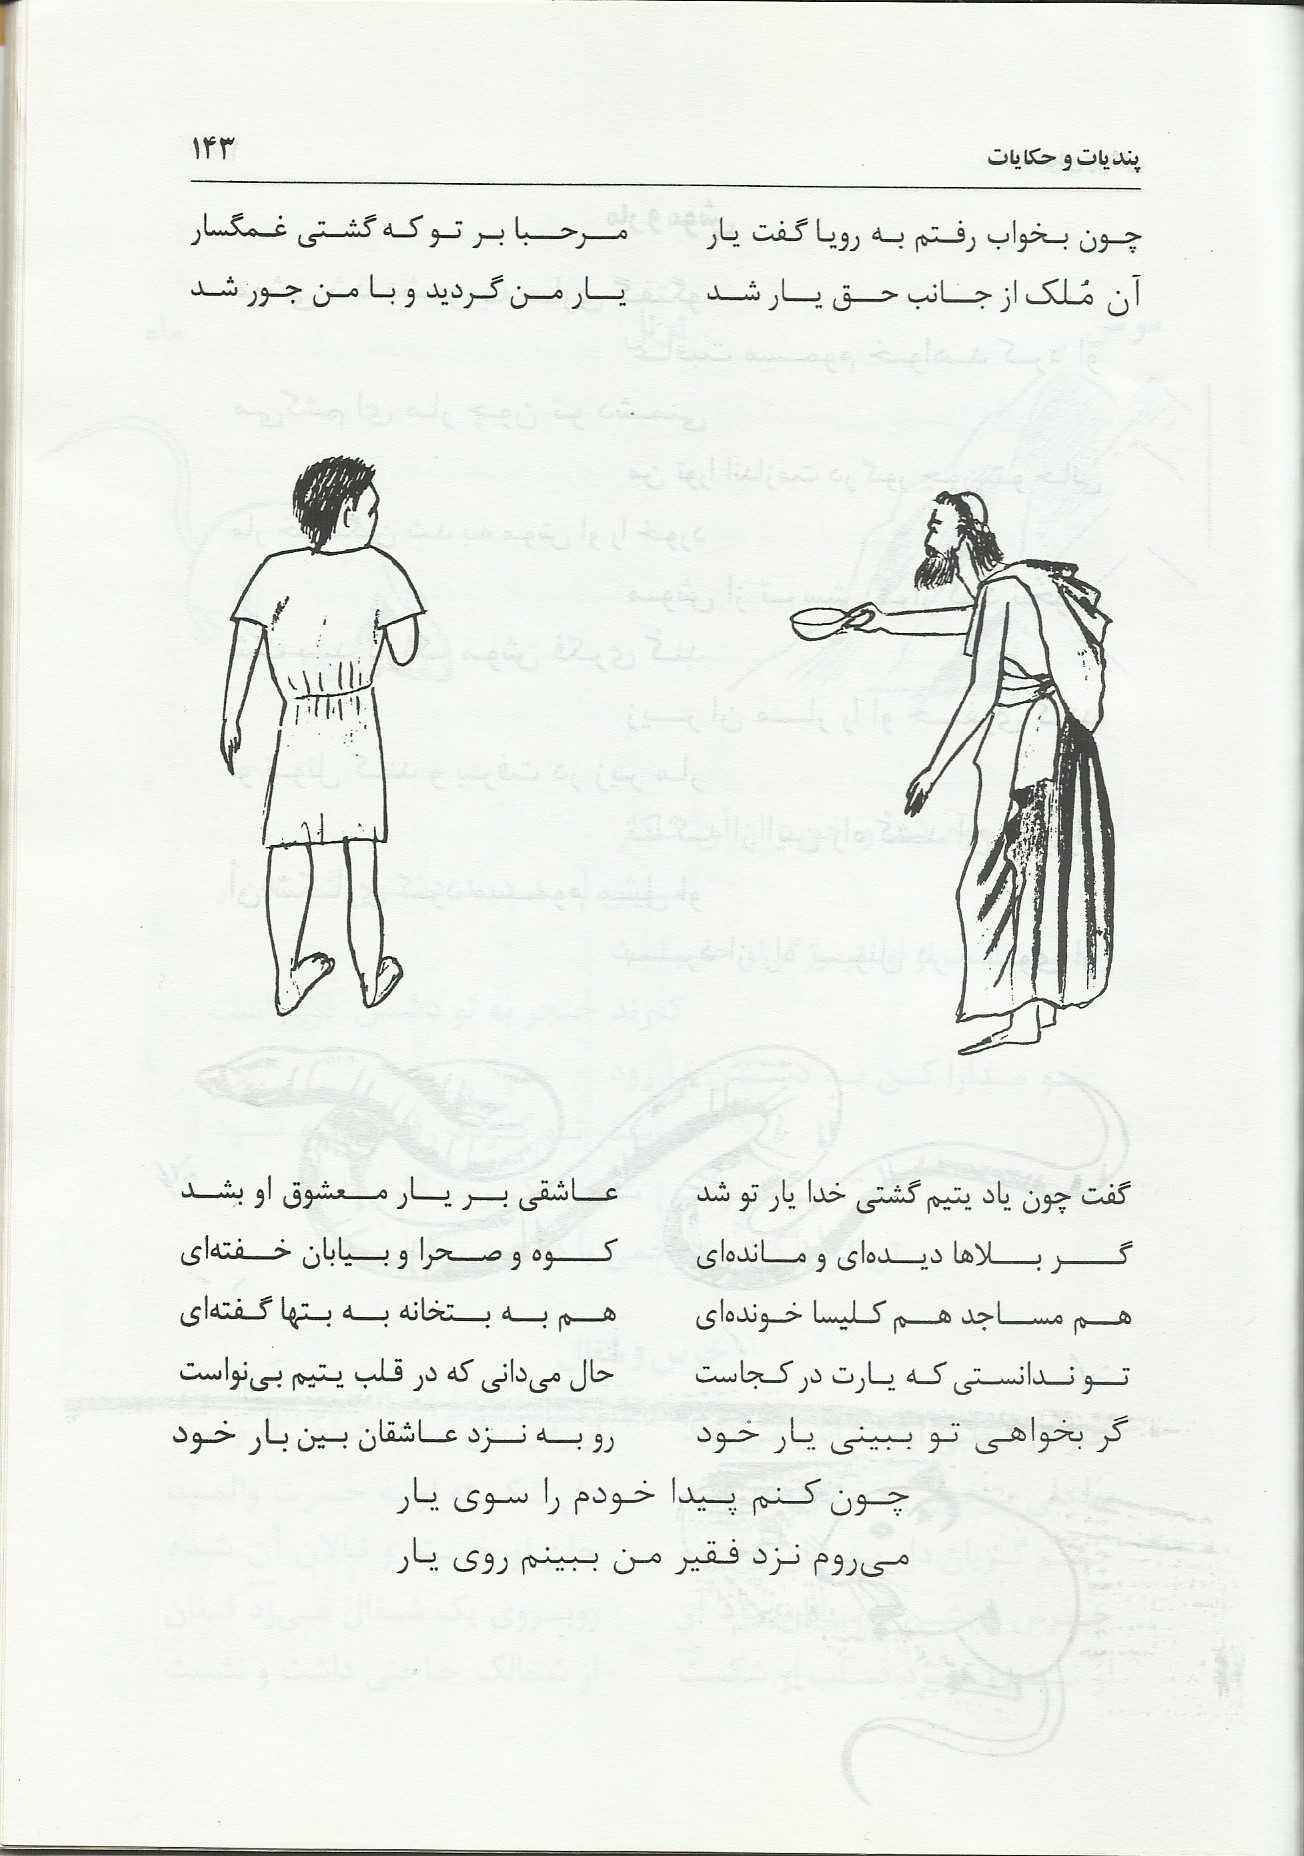 پندیات و حکایات ۱۴۳
چون بخواب رفتم به رویا گفت یار مرحبا بر تو که گشتی غمگسار
آن مُلک از جانب حق یار شد یار من گردید و با من جور شد
گفت چون یاد یتیم گشتی خدا یار تو شد عاشقی بر یار معشوق او بشد
گر بلاها دیده‌ای و مانده‌ای کوه و صحرا و بیابان خفته‌ای
هم مساجد هم کلیسا خونده‌ای هم به بتخانه به بتها گفته‌ای
تو ندانستی که یارت در کجاست حال می‌دانی که در قلب یتیم بی‌نواست
گر بخواهی تو ببینی یار خود رو به نزد عاشقان بین بار خود
چون کنم پیدا خودم را سوی یار
می‌روم نزد فقیر من ببینم روی یار